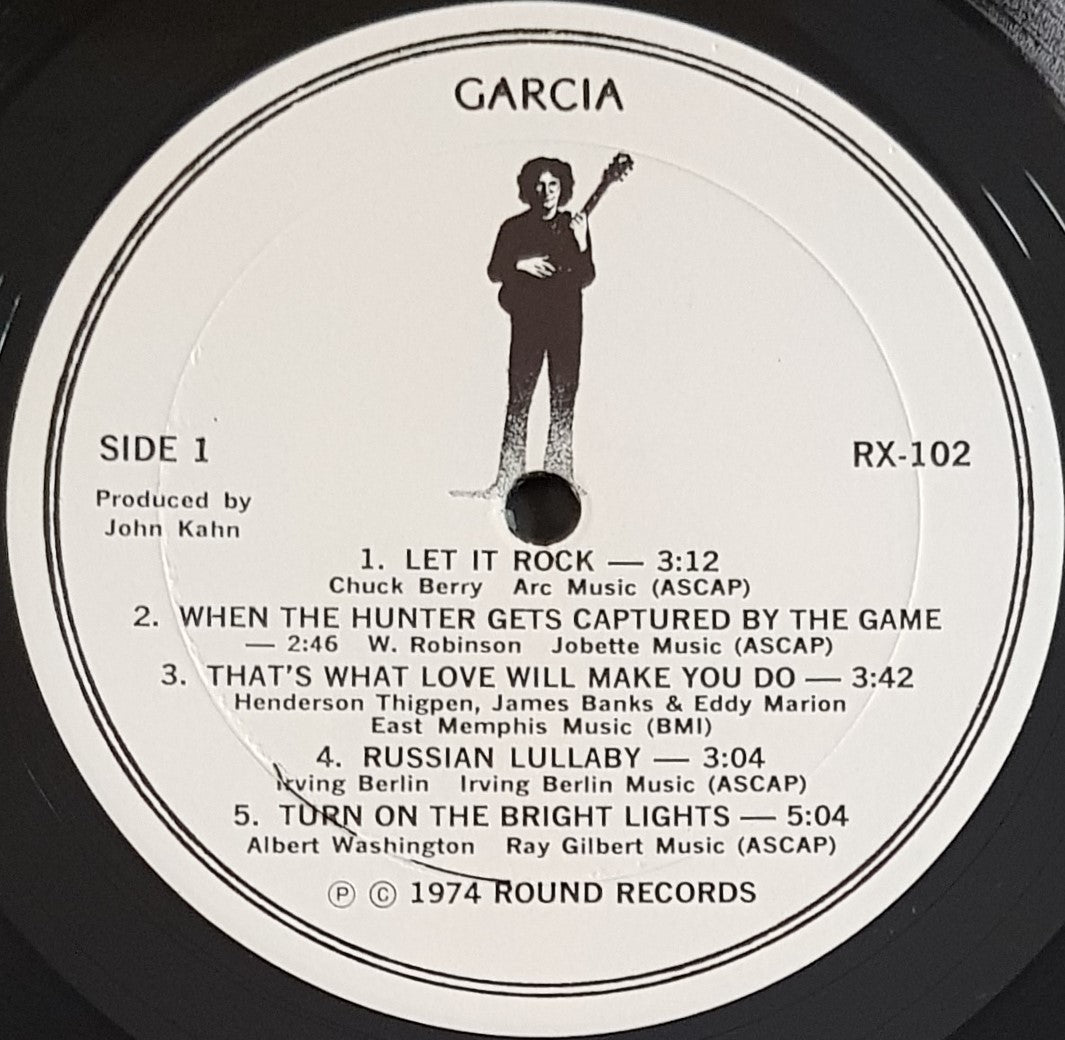 GARCIA
SIDE 1
RX-102
Produced by
John Kahn
1. LET IT ROCK — 3:12
Chuck Berry Arc Music (ASCAP)
2. WHEN THE HUNTER GETS CAPTURED BY THE GAME
— 2:46 W. Robinson Jobette Music (ASCAP)
3. THAT'S WHAT LOVE WILL MAKE YOU DO — 3:42
Henderson Thigpen, James Banks & Eddy Marion
East Memphis Music (BMI)
4. RUSSIAN LULLABY — 3:04
Irving Berlin Irving Berlin Music (ASCAP)
5. TURN ON THE BRIGHT LIGHTS — 5:04
Albert Washington Ray Gilbert Music (ASCAP)
Ⓟ © 1974 ROUND RECORDS